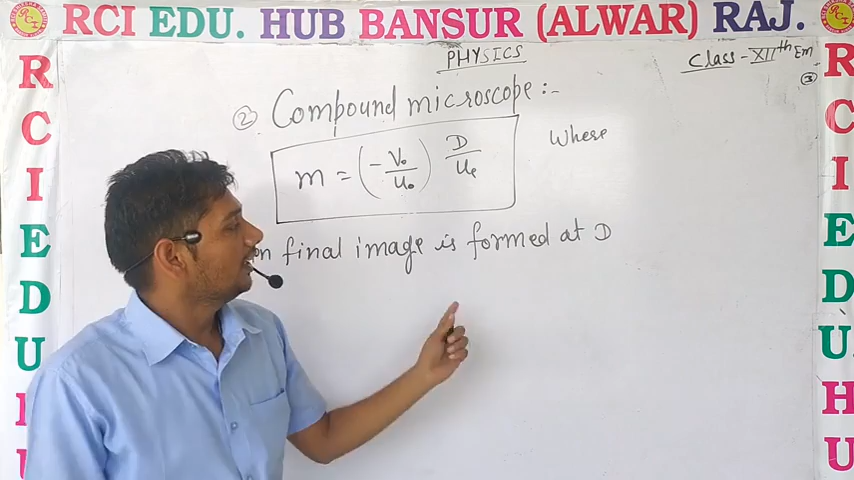 RCI EDU. HUB BANSUR (ALWAR) RAJ.
PHYSICS
Class - XIIth Em
3
② Compound microscope :-
m = (-V₀/u₀) D/uₑ
Where
final image is formed at D
R
C
I
E
D
U
R
C
I
E
D
U
H
U